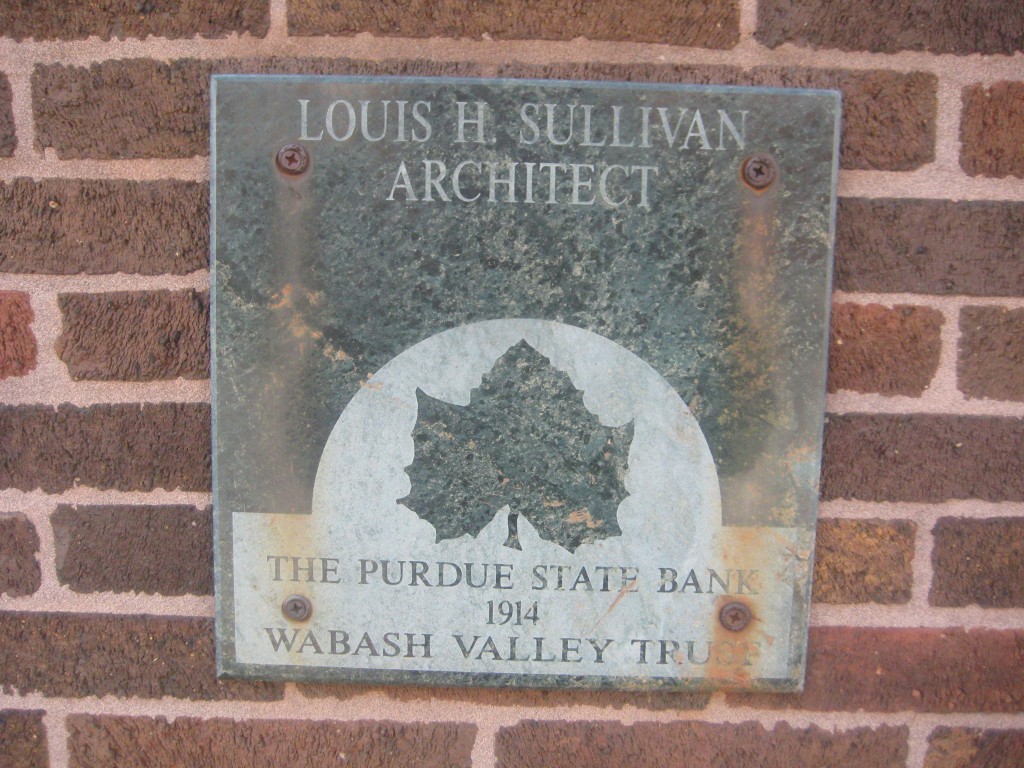 LOUIS H. SULLIVAN
ARCHITECT
THE PURDUE STATE BANK
1914
WABASH VALLEY TRUST